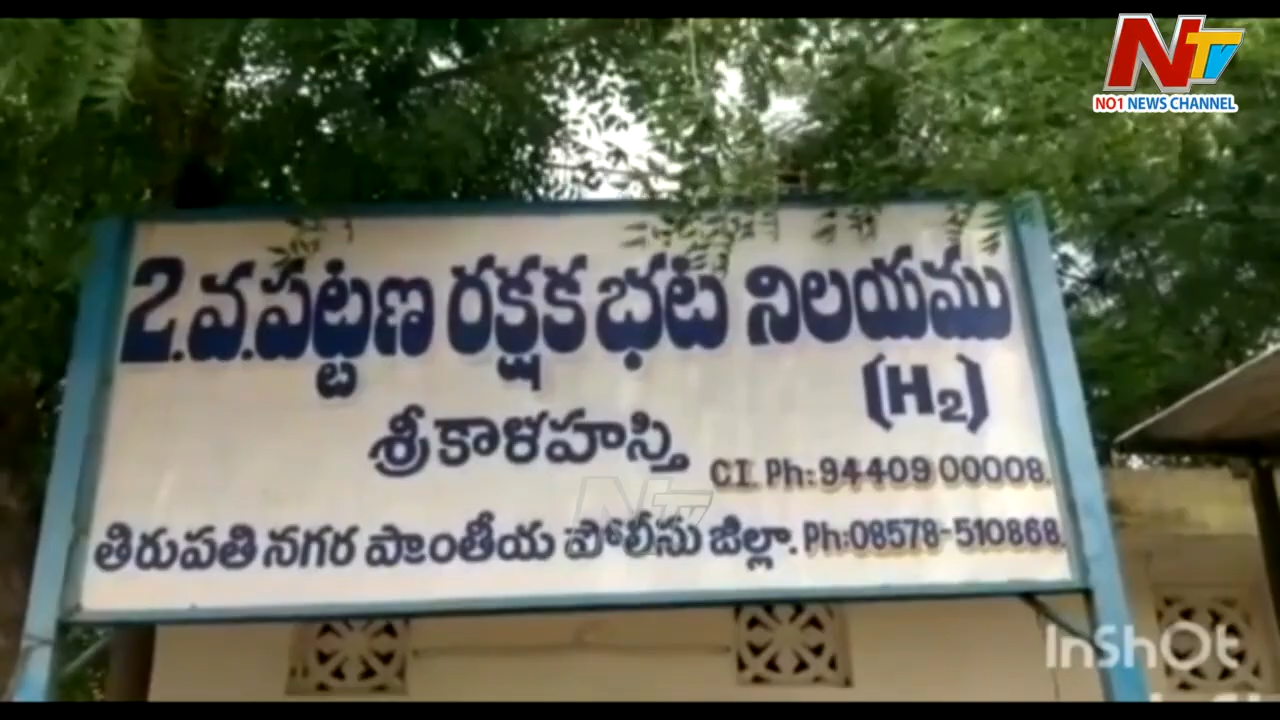 NTV
NO1 NEWS CHANNEL
2.వ.పట్టణ రక్షక భట నిలయము
(H2)
శ్రీకాళహస్తి
CI. Ph:94409 00008.
NTV
తిరుపతి నగర ప్రాంతీయ పోలీసు జిల్లా. Ph:08578-510868.
InShOt